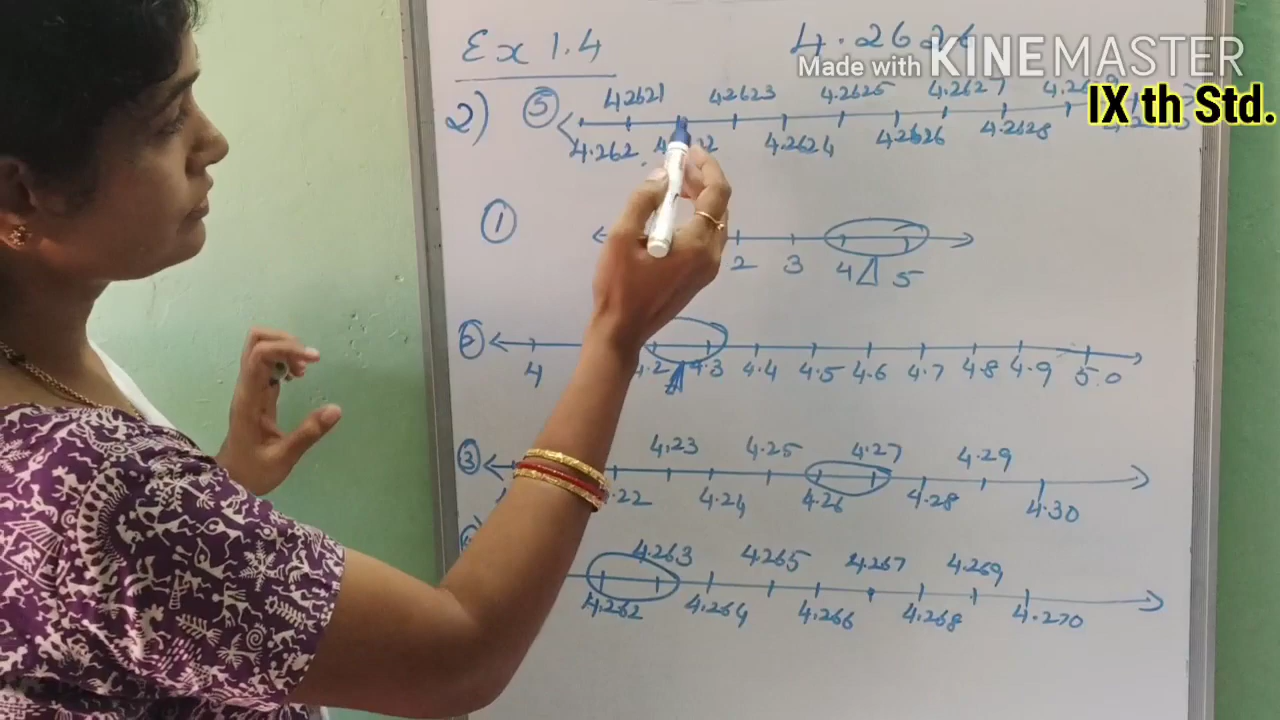 Ex 1.4 4.2626
Made with KINEMASTER
IX th Std.
2) 5 4.2621 4.2623 4.2625 4.2627
4.262 4.2624 4.2626 4.2628
1
2 3 4 5
2
4 4.2 4.3 4.4 4.5 4.6 4.7 4.8 4.9 5.0
3 4.23 4.25 4.27 4.29
4.22 4.24 4.26 4.28 4.30
4.263 4.265 4.267 4.269
4.262 4.264 4.266 4.268 4.270